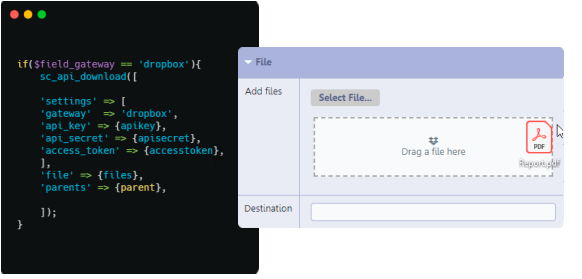 if($field_gateway == 'dropbox'){
sc_api_download([
'settings' => [
'gateway'  => 'dropbox',
'api_key' => {apikey},
'api_secret' => {apisecret},
'access_token' => {accesstoken},
],
'file' => {files},
'parents' => {parent},
]);
}
File
Add files
Select File...
Drag a file here
PDF
Report.pdf
Destination